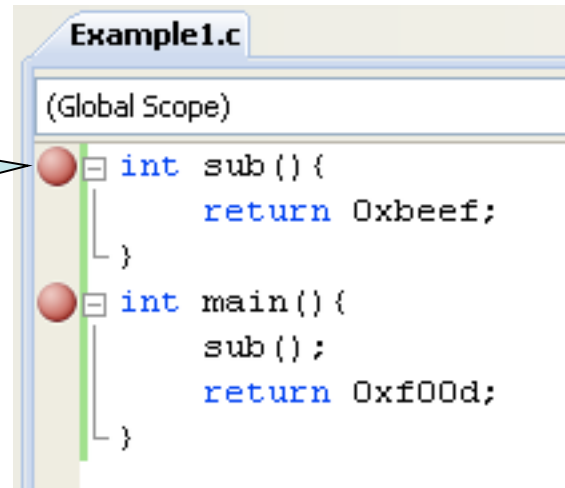 Example1.c
(Global Scope)
int sub(){
return 0xbeef;
}
int main(){
sub();
return 0xf00d;
}